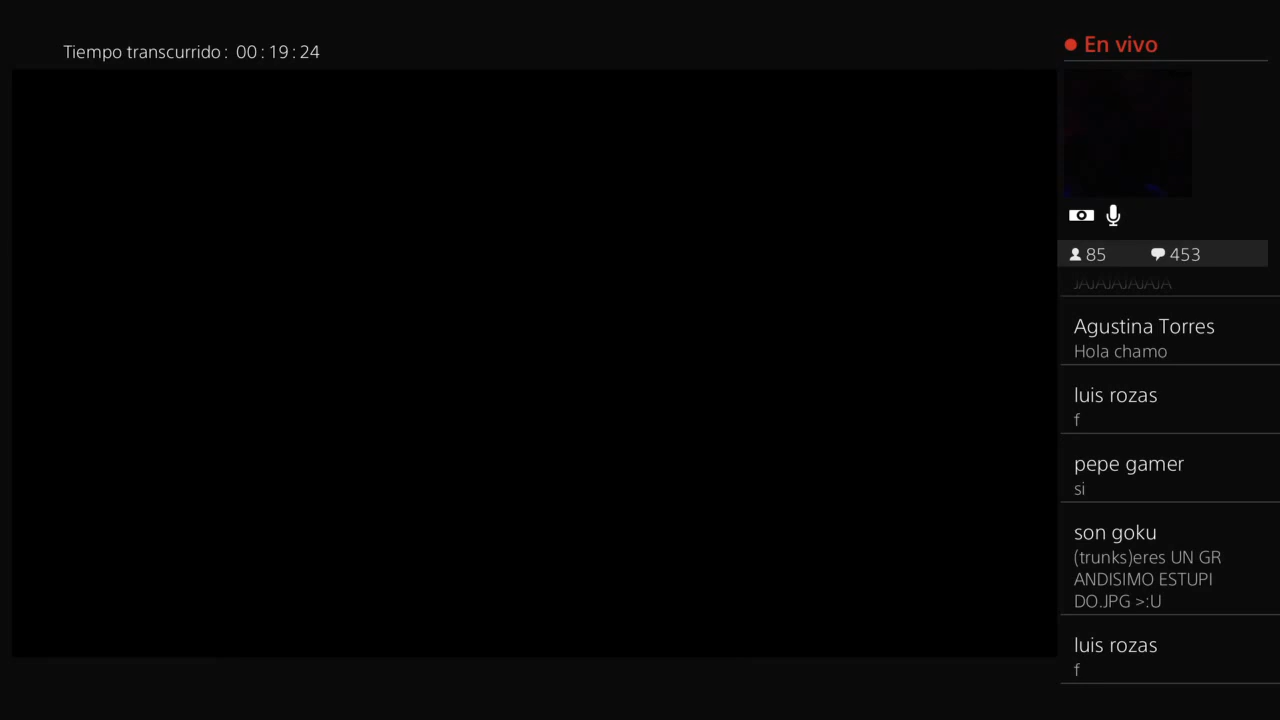 Tiempo transcurrido: 00:19:24
En vivo
85 453
JAJAJAJAJAJA
Agustina Torres
Hola chamo
luis rozas
f
pepe gamer
si
son goku
(trunks)eres UN GR
ANDISIMO ESTUPI
DO.JPG >:U
luis rozas
f